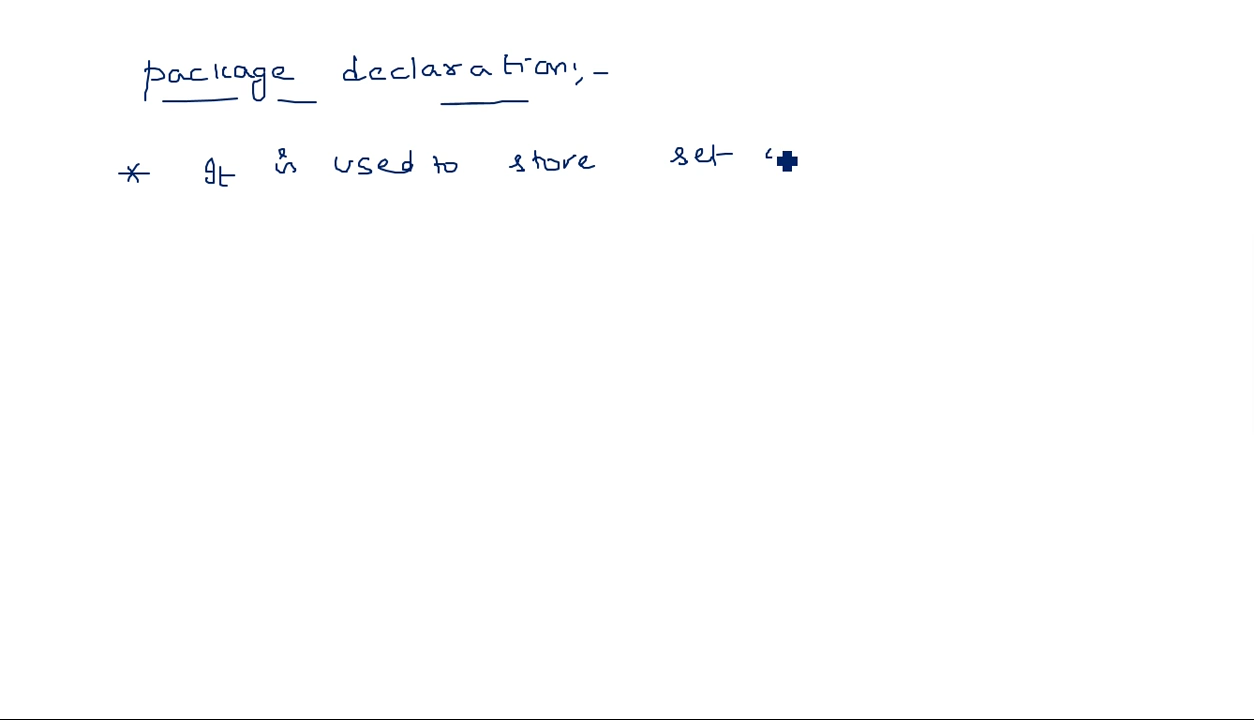 package declaration:-
* It is used to store set